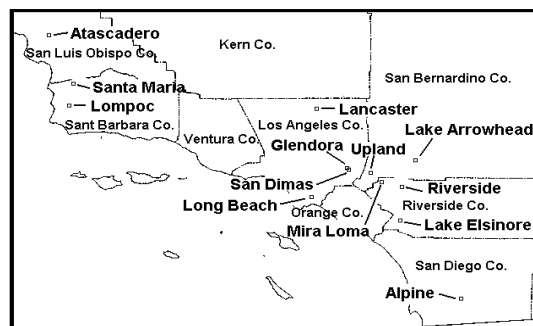 Atascadero
San Luis Obispo Co.
Kern Co.
San Bernardino Co.
Santa Maria
Lompoc
Sant Barbara Co.
Lancaster
Ventura Co.
Los Angeles Co.
Lake Arrowhead
Glendora
Upland
San Dimas
Riverside
Long Beach
Orange Co.
Riverside Co.
Mira Loma
Lake Elsinore
San Diego Co.
Alpine